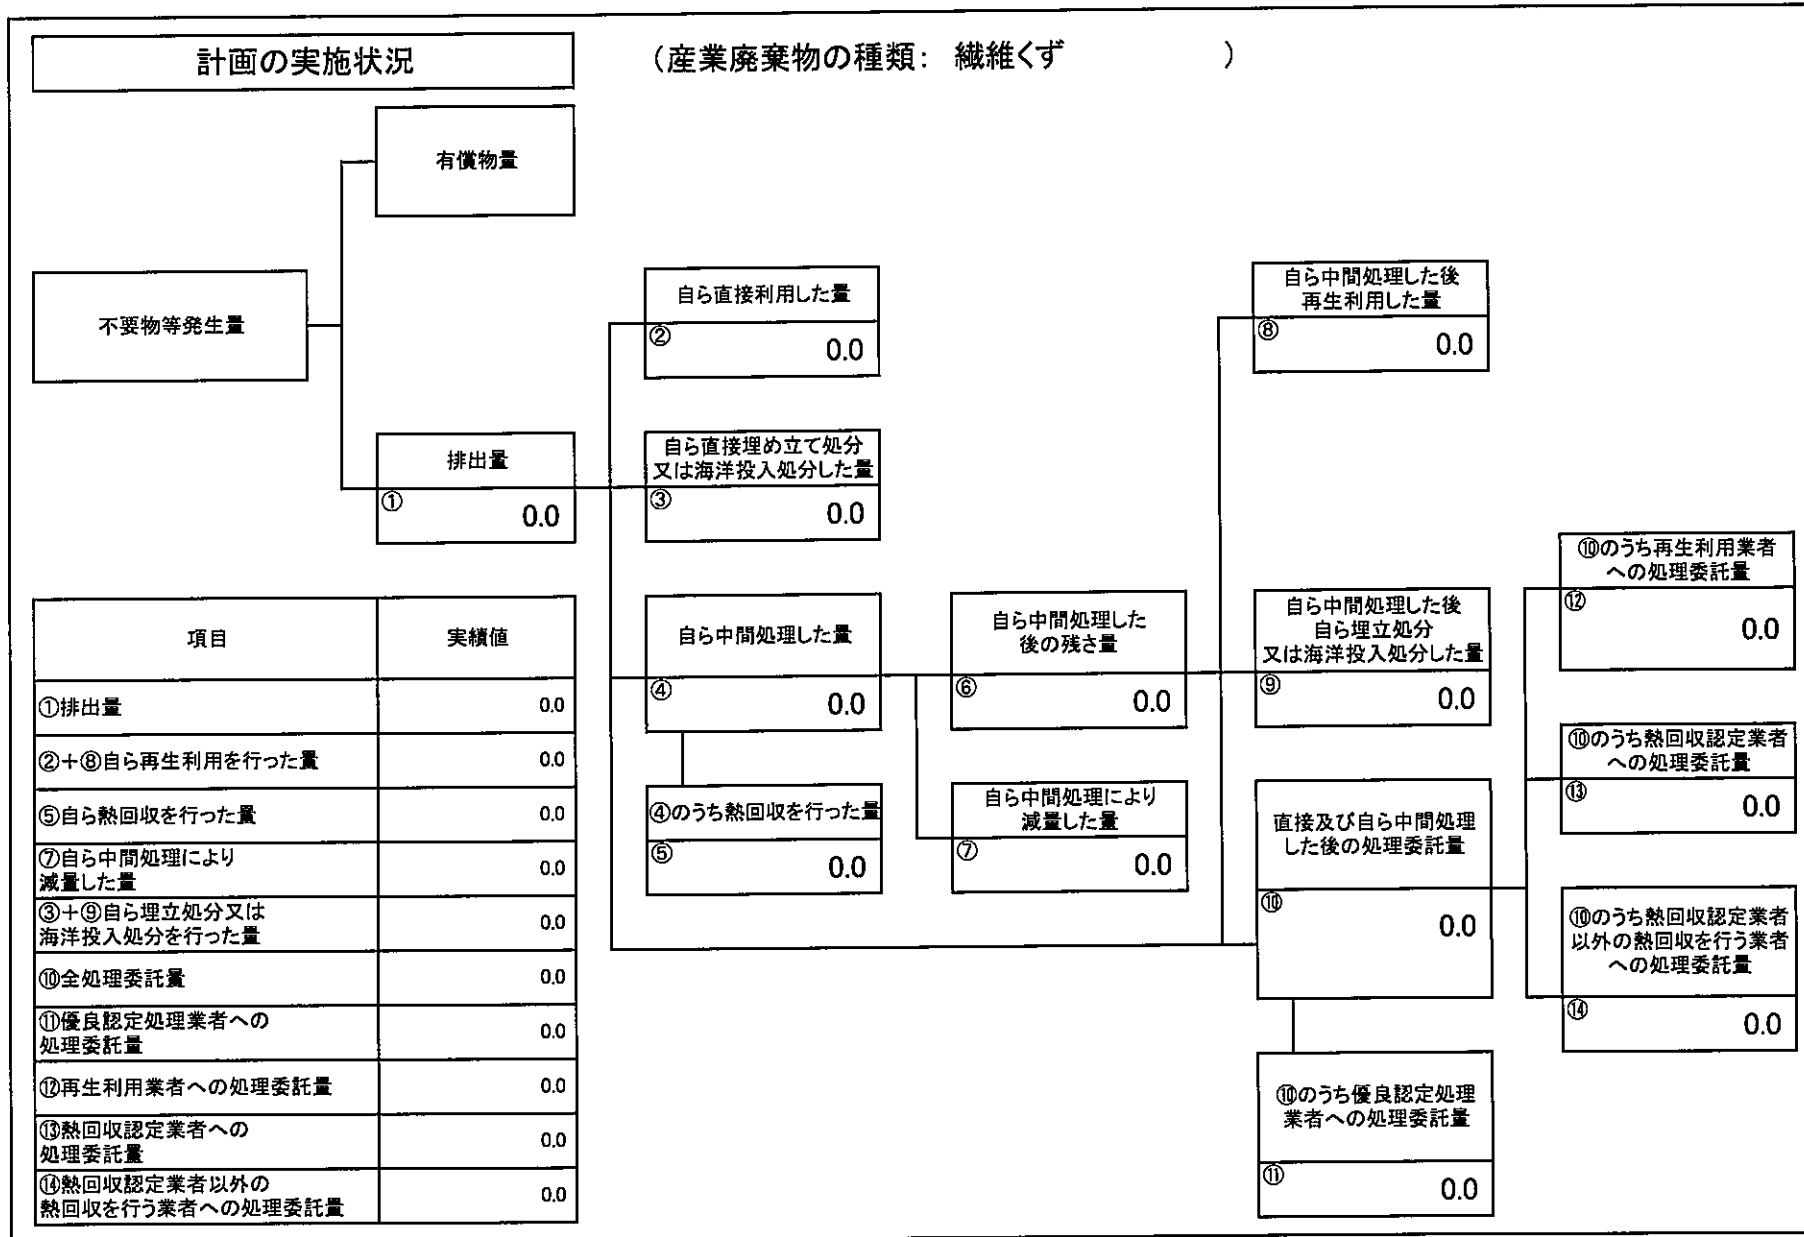 計画の実施状況
(産業廃棄物の種類: 繊維くず )
有償物量
不要物等発生量
排出量
① 0.0
自ら直接利用した量
② 0.0
自ら直接埋め立て処分
又は海洋投入処分した量
③ 0.0
自ら中間処理した量
④ 0.0
④のうち熱回収を行った量
⑤ 0.0
自ら中間処理した
後の残さ量
⑥ 0.0
自ら中間処理により
減量した量
⑦ 0.0
自ら中間処理した後
再生利用した量
⑧ 0.0
自ら中間処理した後
自ら埋立処分
又は海洋投入処分した量
⑨ 0.0
直接及び自ら中間処理
した後の処理委託量
⑩ 0.0
⑩のうち優良認定処理
業者への処理委託量
⑪ 0.0
⑩のうち再生利用業者
への処理委託量
⑫ 0.0
⑩のうち熱回収認定業者
への処理委託量
⑬ 0.0
⑩のうち熱回収認定業者
以外の熱回収を行う業者
への処理委託量
⑭ 0.0
項目 実績値
①排出量 0.0
②+⑧自ら再生利用を行った量 0.0
⑤自ら熱回収を行った量 0.0
⑦自ら中間処理により
減量した量 0.0
③+⑨自ら埋立処分又は
海洋投入処分を行った量 0.0
⑩全処理委託量 0.0
⑪優良認定処理業者への
処理委託量 0.0
⑫再生利用業者への処理委託量 0.0
⑬熱回収認定業者への
処理委託量 0.0
⑭熱回収認定業者以外の
熱回収を行う業者への処理委託量 0.0